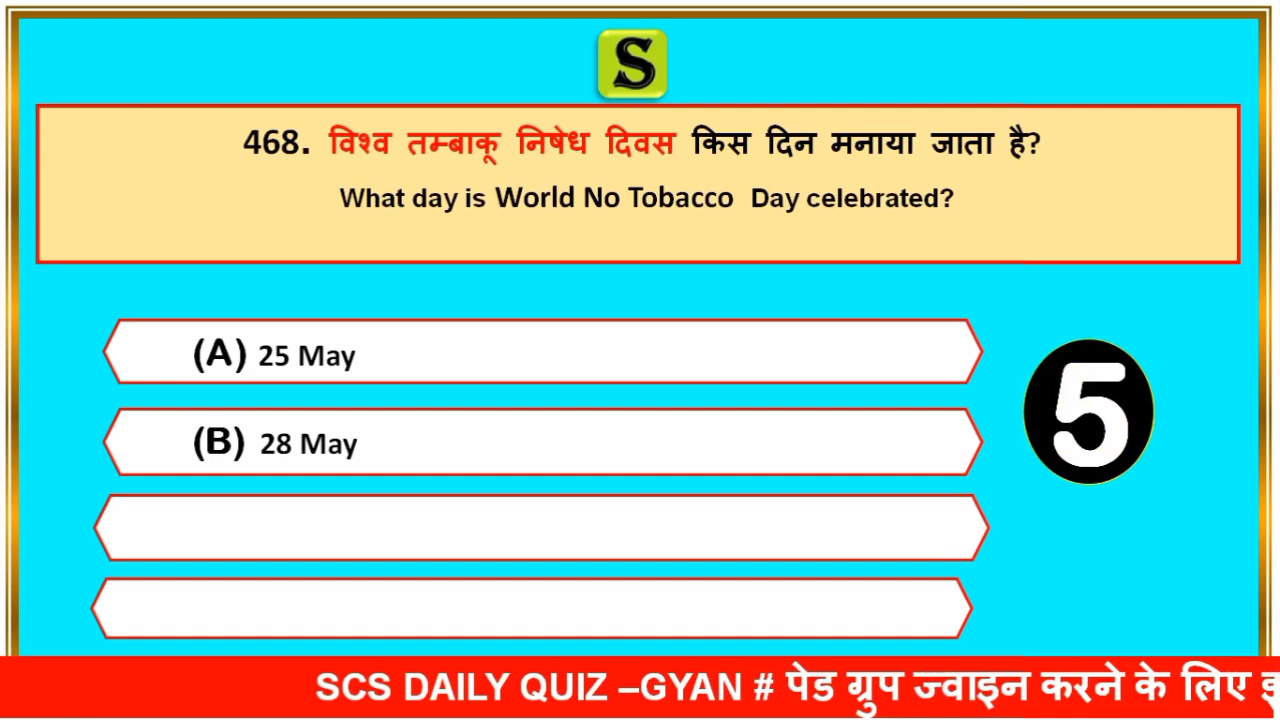 S
468. विश्व तम्बाकू निषेध दिवस किस दिन मनाया जाता है?
What day is World No Tobacco Day celebrated?
(A) 25 May
(B) 28 May
5
SCS DAILY QUIZ –GYAN # पेड ग्रुप ज्वाइन करने के लिए